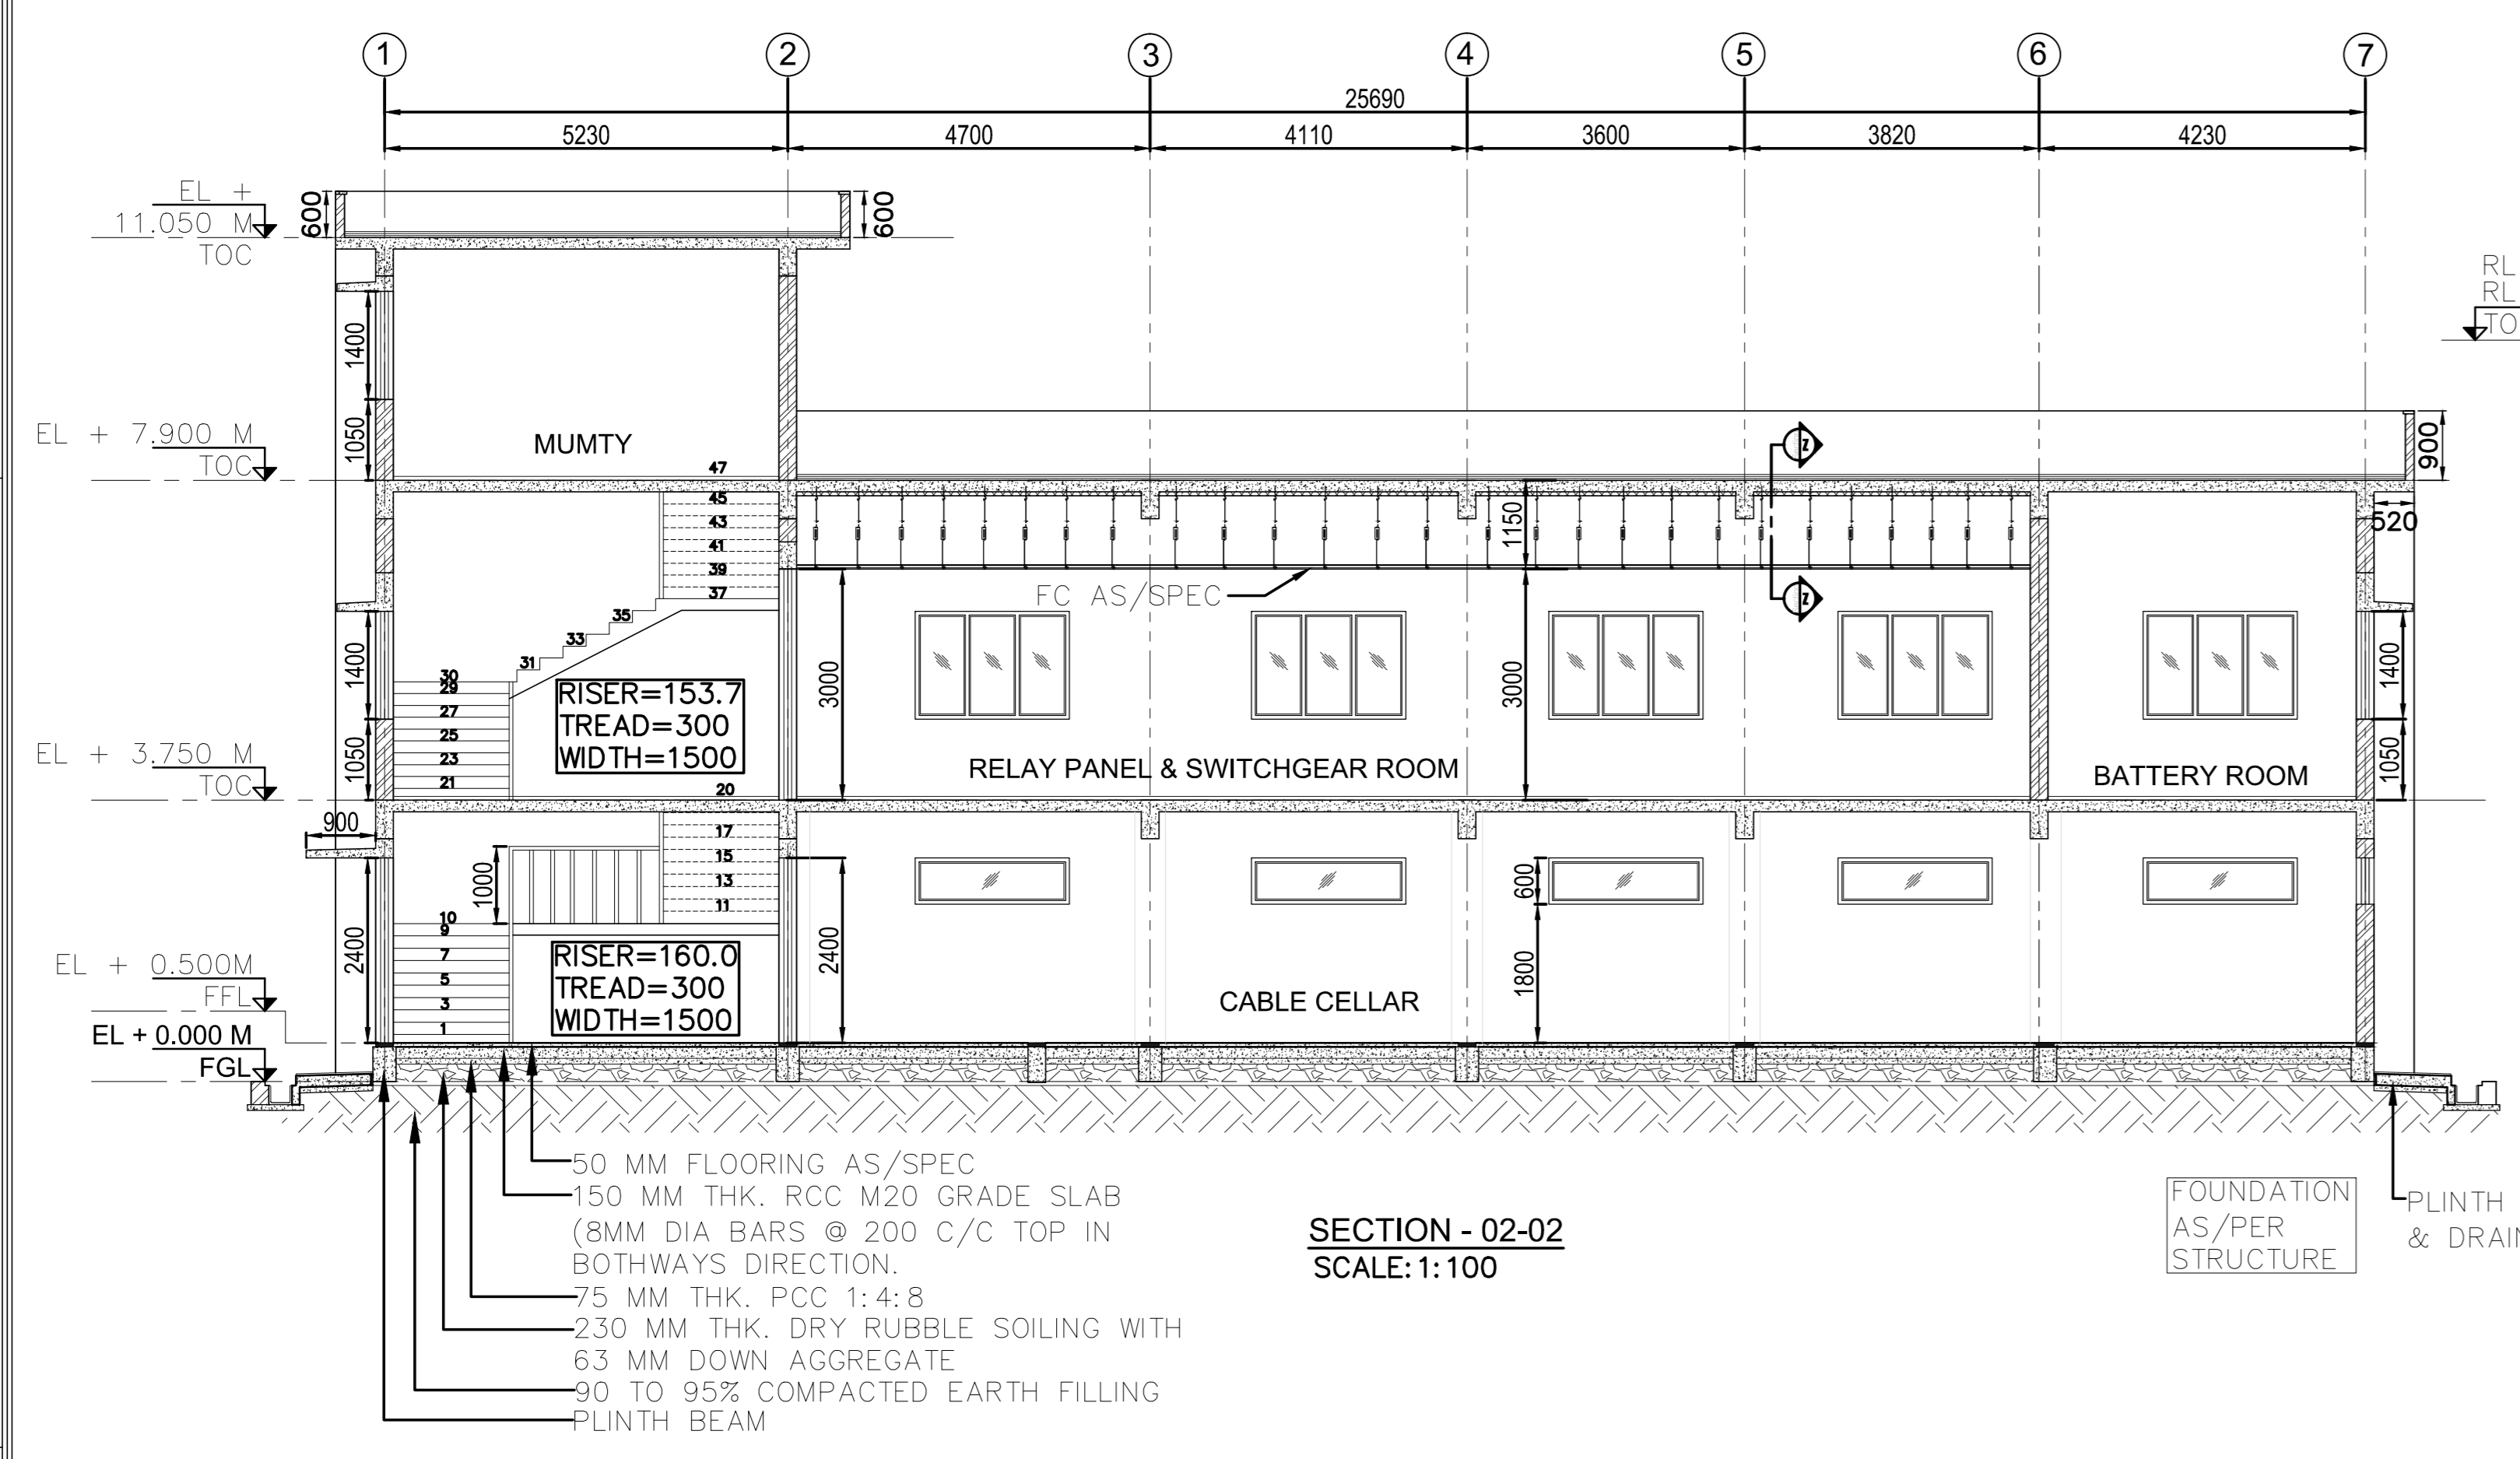 1 2 3 4 5 6 7
25690
5230 4700 4110 3600 3820 4230
EL +
11.050 M
TOC
600
600
RL
RL
TO
1400
1050
MUMTY
EL + 7.900 M
TOC
900
Z
47
45
43
41
39
37
35
33
31
30
29
27
25
23
21
20
1150
520
FC AS/SPEC
Z
1400
1050
RISER=153.7
TREAD=300
WIDTH=1500
3000
3000
1400
1050
RELAY PANEL & SWITCHGEAR ROOM
BATTERY ROOM
EL + 3.750 M
TOC
900
17
15
13
11
10
9
7
5
3
1
1000
2400
2400
600
1800
RISER=160.0
TREAD=300
WIDTH=1500
CABLE CELLAR
EL + 0.500M
FFL
EL + 0.000 M
FGL
50 MM FLOORING AS/SPEC
150 MM THK. RCC M20 GRADE SLAB
(8MM DIA BARS @ 200 C/C TOP IN
BOTHWAYS DIRECTION.
75 MM THK. PCC 1:4:8
230 MM THK. DRY RUBBLE SOILING WITH
63 MM DOWN AGGREGATE
90 TO 95% COMPACTED EARTH FILLING
PLINTH BEAM
SECTION - 02-02
SCALE:1:100
FOUNDATION
AS/PER
STRUCTURE
PLINTH
& DRAIN